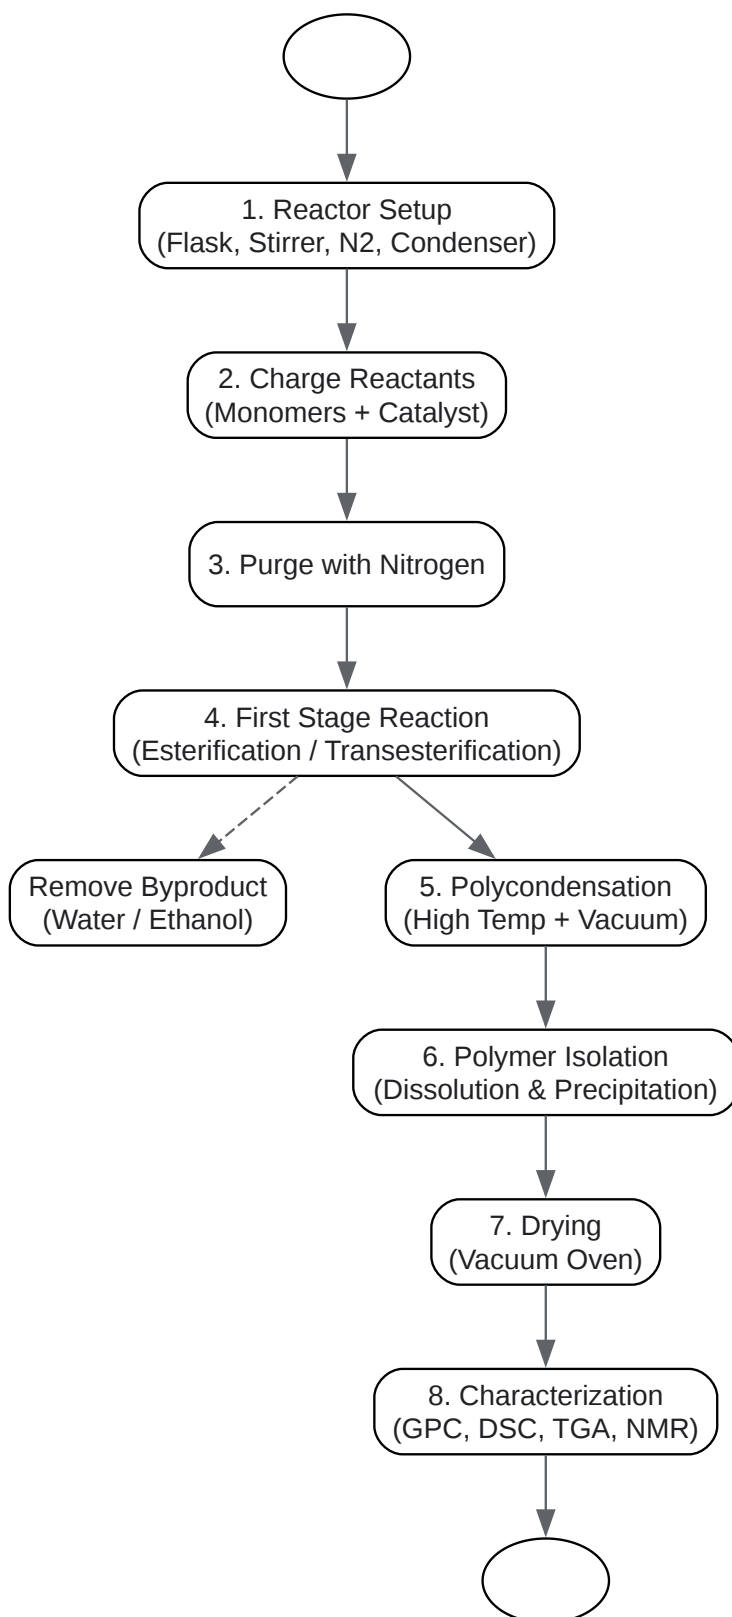 1. Reactor Setup
(Flask, Stirrer, N2, Condenser)
2. Charge Reactants
(Monomers + Catalyst)
3. Purge with Nitrogen
4. First Stage Reaction
(Esterification / Transesterification)
Remove Byproduct
(Water / Ethanol)
5. Polycondensation
(High Temp + Vacuum)
6. Polymer Isolation
(Dissolution & Precipitation)
7. Drying
(Vacuum Oven)
8. Characterization
(GPC, DSC, TGA, NMR)